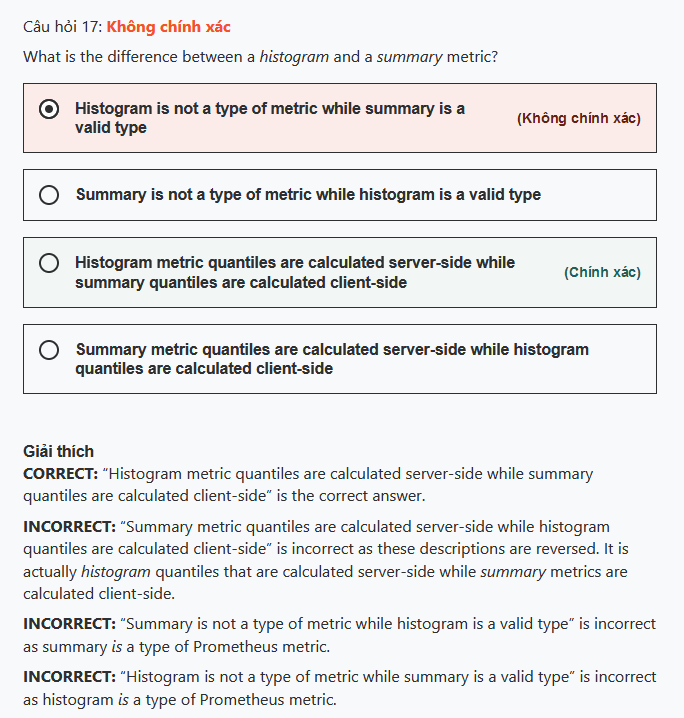 Câu hỏi 17: Không chính xác
What is the difference between a histogram and a summary metric?
Histogram is not a type of metric while summary is a
valid type
(Không chính xác)
Summary is not a type of metric while histogram is a valid type
Histogram metric quantiles are calculated server-side while
summary quantiles are calculated client-side
(Chính xác)
Summary metric quantiles are calculated server-side while histogram
quantiles are calculated client-side
Giải thích
CORRECT: “Histogram metric quantiles are calculated server-side while summary
quantiles are calculated client-side” is the correct answer.
INCORRECT: “Summary metric quantiles are calculated server-side while histogram
quantiles are calculated client-side” is incorrect as these descriptions are reversed. It is
actually histogram quantiles that are calculated server-side while summary metrics are
calculated client-side.
INCORRECT: “Summary is not a type of metric while histogram is a valid type” is incorrect
as summary is a type of Prometheus metric.
INCORRECT: “Histogram is not a type of metric while summary is a valid type” is incorrect
as histogram is a type of Prometheus metric.